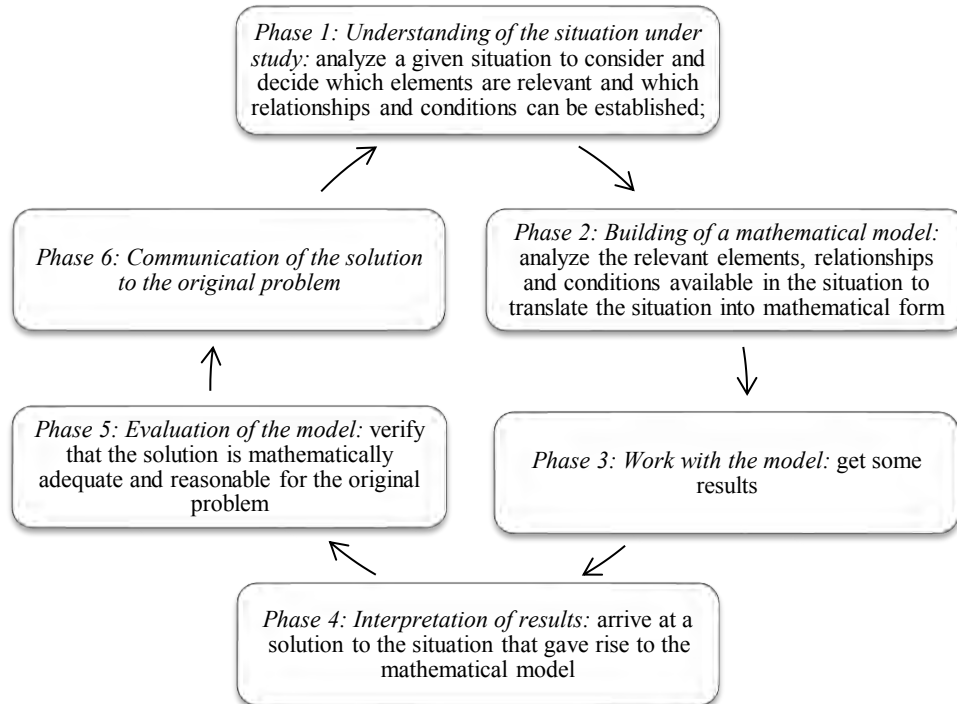 Phase 1: Understanding of the situation under
study: analyze a given situation to consider and
decide which elements are relevant and which
relationships and conditions can be established;
Phase 2: Building of a mathematical model:
analyze the relevant elements, relationships
and conditions available in the situation to
translate the situation into mathematical form
Phase 3: Work with the model: get some
results
Phase 4: Interpretation of results: arrive at a
solution to the situation that gave rise to the
mathematical model
Phase 5: Evaluation of the model: verify
that the solution is mathematically
adequate and reasonable for the original
problem
Phase 6: Communication of the solution
to the original problem